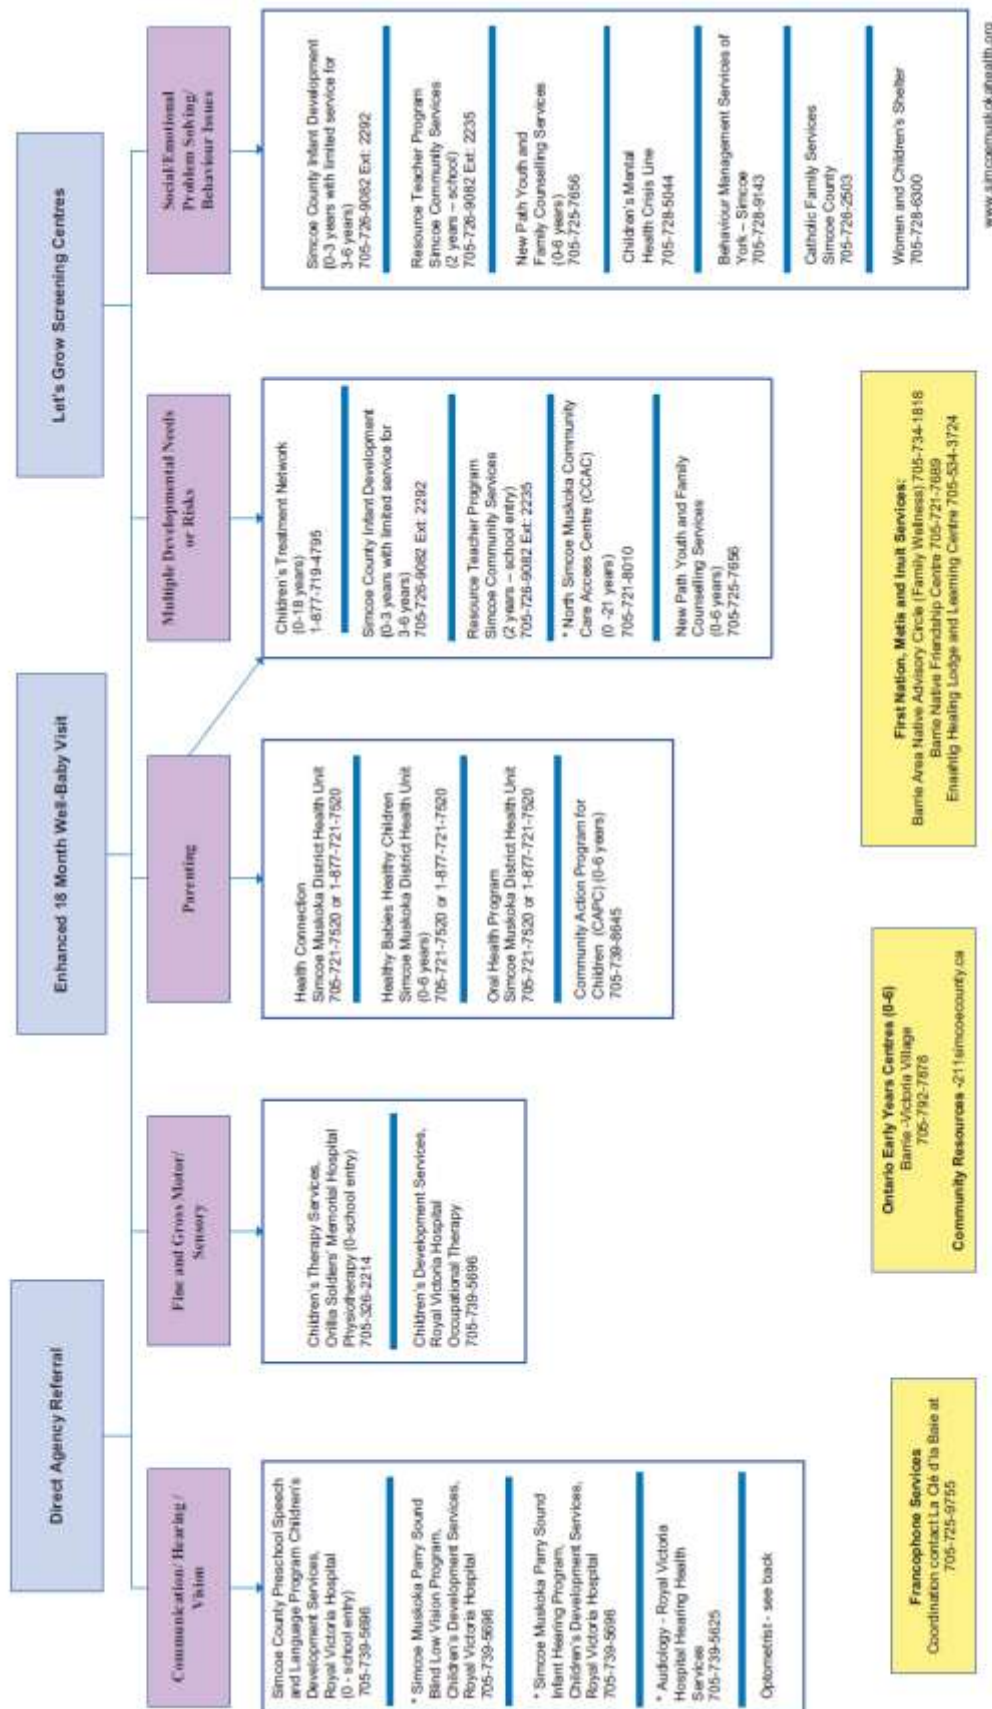 Direct Agency Referral
Enhanced 18 Month Well-Baby Visit
Let's Grow Screening Centres
Communication/ Hearing /
Vision
Simcoe County Preschool Speech
and Language Program Children's
Development Services,
Royal Victoria Hospital
(0 - school entry)
705-739-5696
* Simcoe Muskoka Parry Sound
Blind Low Vision Program,
Children's Development Services,
Royal Victoria Hospital
705-739-5696
* Simcoe Muskoka Parry Sound
Infant Hearing Program,
Children's Development Services,
Royal Victoria Hospital
705-739-5696
* Audiology - Royal Victoria
Hospital Hearing Health
Services
705-739-5625
Optometrist - see back
Fine and Gross Motor/
Sensory
Children's Therapy Services,
Orillia Soldiers' Memorial Hospital
Physiotherapy (0-school entry)
705-326-2214
Children's Development Services,
Royal Victoria Hospital
Occupational Therapy
705-739-5696
Parenting
Health Connection
Simcoe Muskoka District Health Unit
705-721-7520 or 1-877-721-7520
Healthy Babies Healthy Children
Simcoe Muskoka District Health Unit
(0-6 years)
705-721-7520 or 1-877-721-7520
Oral Health Program
Simcoe Muskoka District Health Unit
705-721-7520 or 1-877-721-7520
Community Action Program for
Children (CAPC) (0-6 years)
705-739-8645
Multiple Developmental Needs
or Risks
Children's Treatment Network
(0-18 years)
1-877-719-4795
Simcoe County Infant Development
(0-3 years with limited service for
3-6 years)
705-726-9082 Ext: 2292
Resource Teacher Program
Simcoe Community Services
(2 years – school entry)
705-726-9082 Ext: 2235
* North Simcoe Muskoka Community
Care Access Centre (CCAC)
(0 -21 years)
705-721-8010
New Path Youth and Family
Counselling Services
(0-6 years)
705-725-7656
Social/Emotional
Problem Solving/
Behaviour Issues
Simcoe County Infant Development
(0-3 years with limited service for
3-6 years)
705-726-9082 Ext: 2292
Resource Teacher Program
Simcoe Community Services
(2 years – school)
705-726-9082 Ext: 2235
New Path Youth and
Family Counselling Services
(0-6 years)
705-725-7656
Children's Mental
Health Crisis Line
705-728-5044
Behaviour Management Services of
York – Simcoe
705-728-9143
Catholic Family Services
Simcoe County
705-726-2503
Women and Children's Shelter
705-728-6300
Francophone Services
Coordination contact La Clé d'la Baie at
705-725-9755
Ontario Early Years Centres (0-6)
Barrie -Victoria Village
705-792-7878
Community Resources -211simcoecounty.ca
First Nation, Metis and Inuit Services:
Barrie Area Native Advisory Circle (Family Wellness) 705-734-1818
Barrie Native Friendship Centre 705-721-7689
Enaahtig Healing Lodge and Learning Centre 705-534-3724
www.simcoemuskokahealth.org